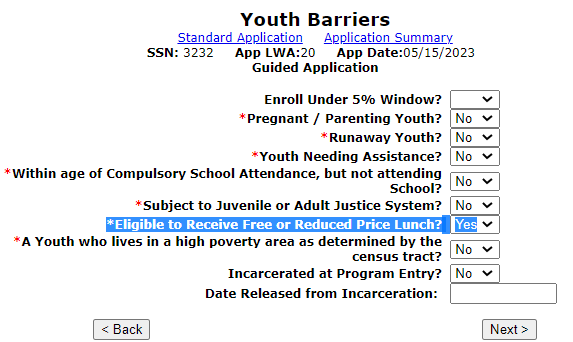 Youth Barriers
Standard Application Application Summary
SSN: 3232 App LWA:20 App Date:05/15/2023
Guided Application
Enroll Under 5% Window?
*Pregnant / Parenting Youth? No
*Runaway Youth? No
*Youth Needing Assistance? No
*Within age of Compulsory School Attendance, but not attending
School? No
*Subject to Juvenile or Adult Justice System? No
*Eligible to Receive Free or Reduced Price Lunch? Yes
*A Youth who lives in a high poverty area as determined by the
census tract? No
Incarcerated at Program Entry? No
Date Released from Incarceration:
< Back Next >